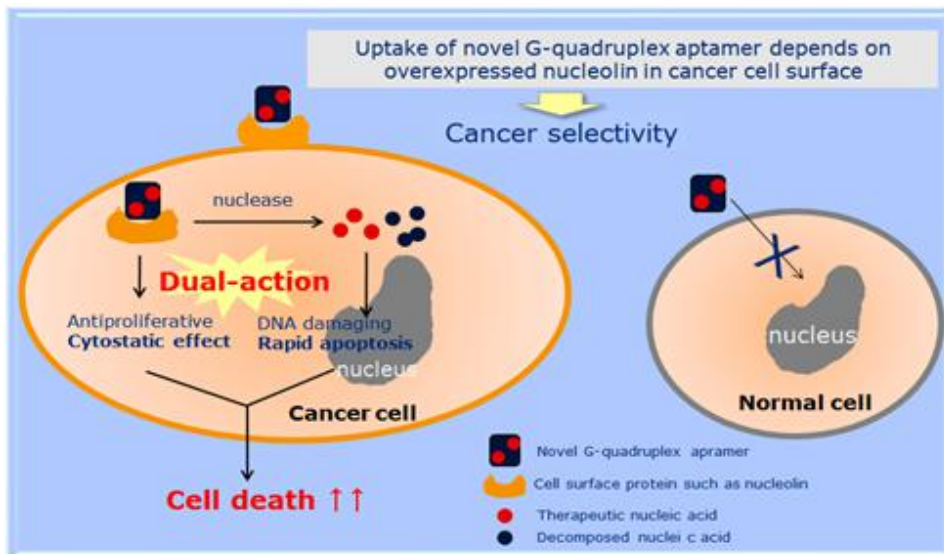 Uptake of novel G-quadruplex aptamer depends on
overexpressed nucleolin in cancer cell surface
Cancer selectivity
nuclease
Dual-action
Antiproliferative
Cytostatic effect
DNA damaging
Rapid apoptosis
nucleus
Cancer cell
Cell death ↑↑
nucleus
Normal cell
Novel G-quadruplex apramer
Cell surface protein such as nucleolin
Therapeutic nucleic acid
Decomposed nuclei c acid